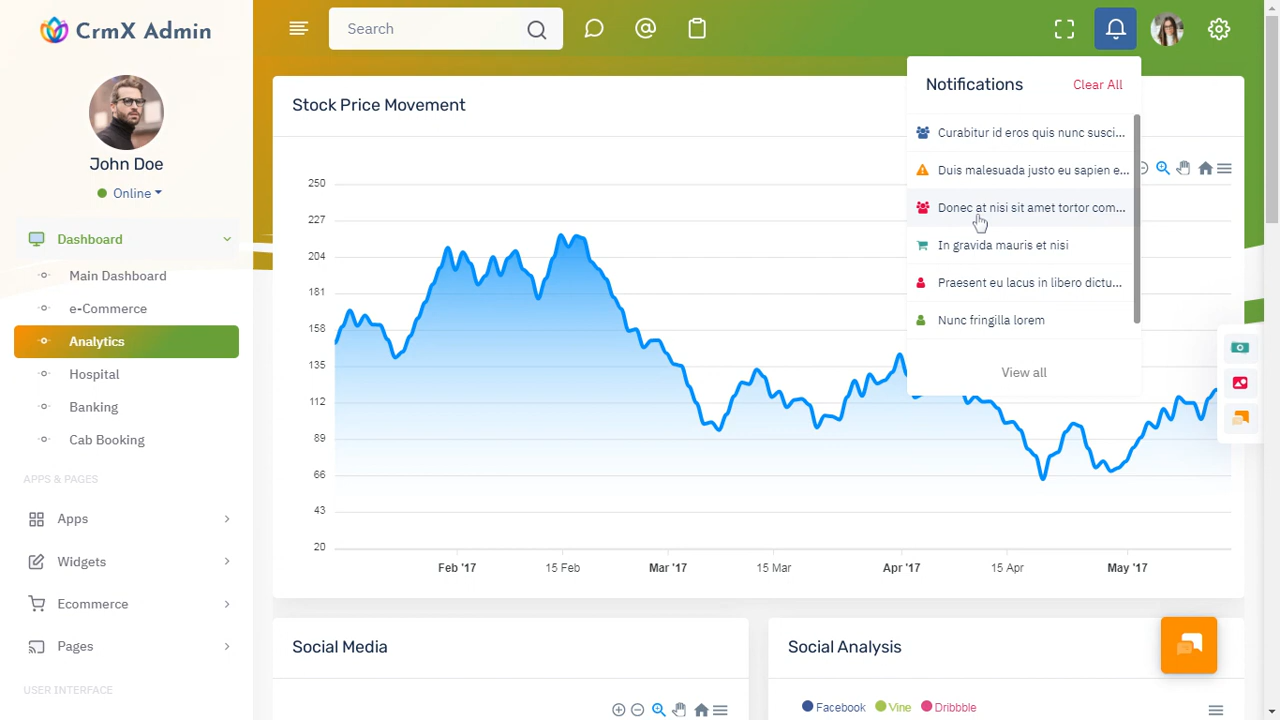 CrmX Admin
Search
John Doe
Online
Dashboard
Main Dashboard
e-Commerce
Analytics
Hospital
Banking
Cab Booking
APPS & PAGES
Apps
Widgets
Ecommerce
Pages
USER INTERFACE
Notifications
Clear All
Curabitur id eros quis nunc susci...
Duis malesuada justo eu sapien e...
Donec at nisi sit amet tortor com...
In gravida mauris et nisi
Praesent eu lacus in libero dictu...
Nunc fringilla lorem
View all
Stock Price Movement
250
227
204
181
158
135
112
89
66
43
20
Feb '17
15 Feb
Mar '17
15 Mar
Apr '17
15 Apr
May '17
Social Media
Social Analysis
Facebook
Vine
Dribbble